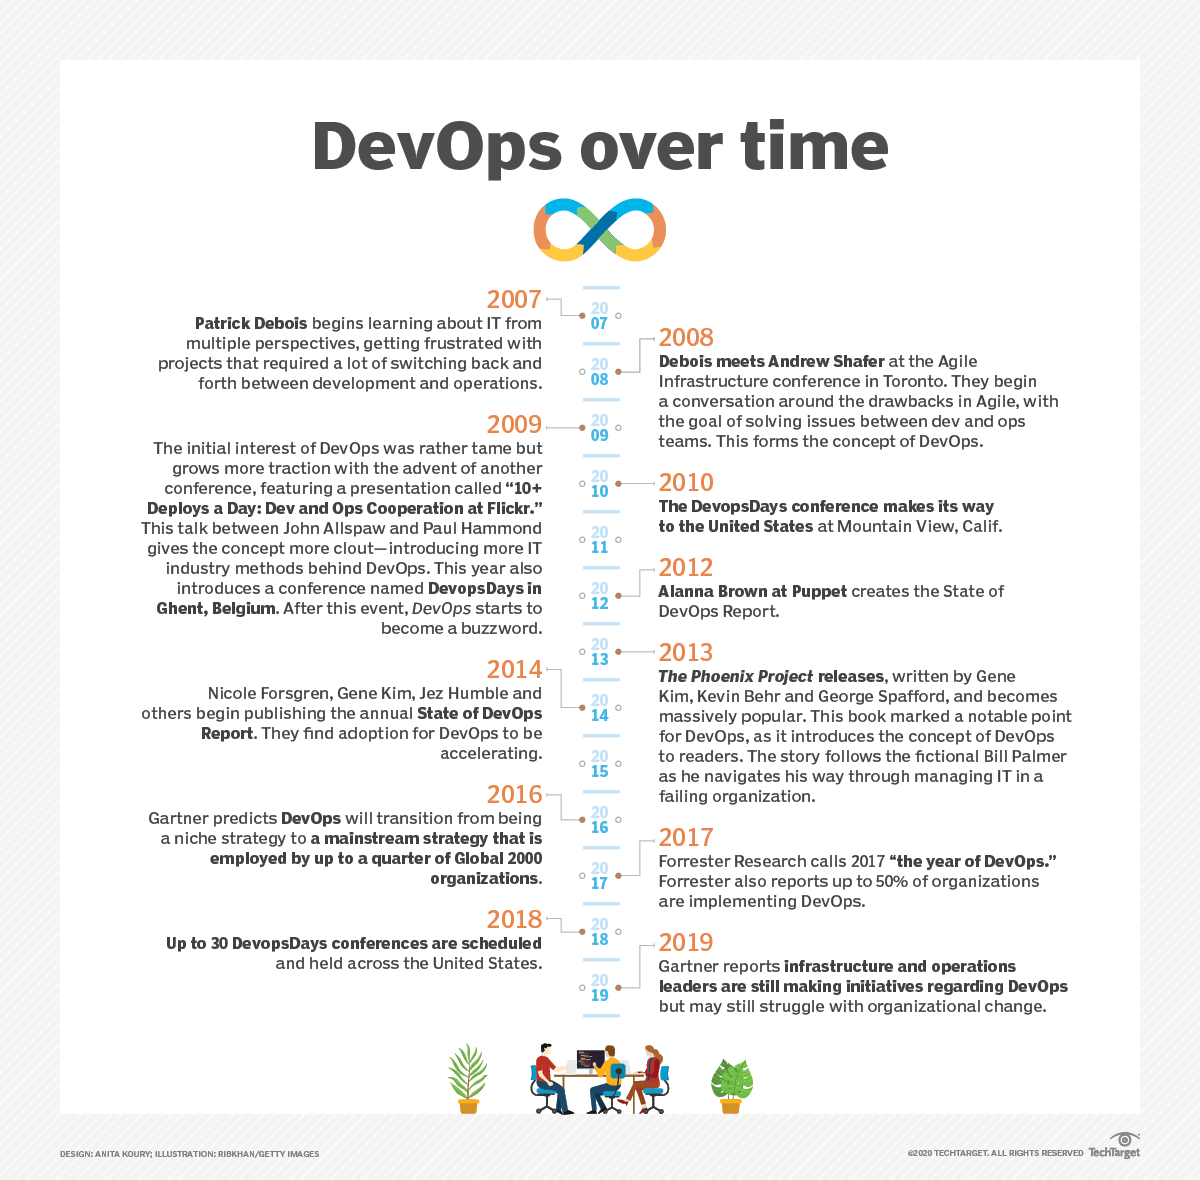 DevOps over time
2007
Patrick Debois begins learning about IT from
multiple perspectives, getting frustrated with
projects that required a lot of switching back and
forth between development and operations.
2008
Debois meets Andrew Shafer at the Agile
Infrastructure conference in Toronto. They begin
a conversation around the drawbacks in Agile, with
the goal of solving issues between dev and ops
teams. This forms the concept of DevOps.
2009
The initial interest of DevOps was rather tame but
grows more traction with the advent of another
conference, featuring a presentation called “10+
Deploys a Day: Dev and Ops Cooperation at Flickr.”
This talk between John Allspaw and Paul Hammond
gives the concept more clout—introducing more IT
industry methods behind DevOps. This year also
introduces a conference named DevopsDays in
Ghent, Belgium. After this event, DevOps starts to
become a buzzword.
2010
The DevopsDays conference makes its way
to the United States at Mountain View, Calif.
2012
Alanna Brown at Puppet creates the State of
DevOps Report.
2013
The Phoenix Project releases, written by Gene
Kim, Kevin Behr and George Spafford, and becomes
massively popular. This book marked a notable point
for DevOps, as it introduces the concept of DevOps
to readers. The story follows the fictional Bill Palmer
as he navigates his way through managing IT in a
failing organization.
2014
Nicole Forsgren, Gene Kim, Jez Humble and
others begin publishing the annual State of DevOps
Report. They find adoption for DevOps to be
accelerating.
2016
Gartner predicts DevOps will transition from being
a niche strategy to a mainstream strategy that is
employed by up to a quarter of Global 2000
organizations.
2017
Forrester Research calls 2017 “the year of DevOps.”
Forrester also reports up to 50% of organizations
are implementing DevOps.
2018
Up to 30 DevopsDays conferences are scheduled
and held across the United States.
2019
Gartner reports infrastructure and operations
leaders are still making initiatives regarding DevOps
but may still struggle with organizational change.
20
07
20
08
20
09
20
10
20
11
20
12
20
13
20
14
20
15
20
16
20
17
20
18
20
19
DESIGN: ANITA KOURY; ILLUSTRATION: RIBKHAN/GETTY IMAGES
©2020 TECHTARGET. ALL RIGHTS RESERVED TechTarget